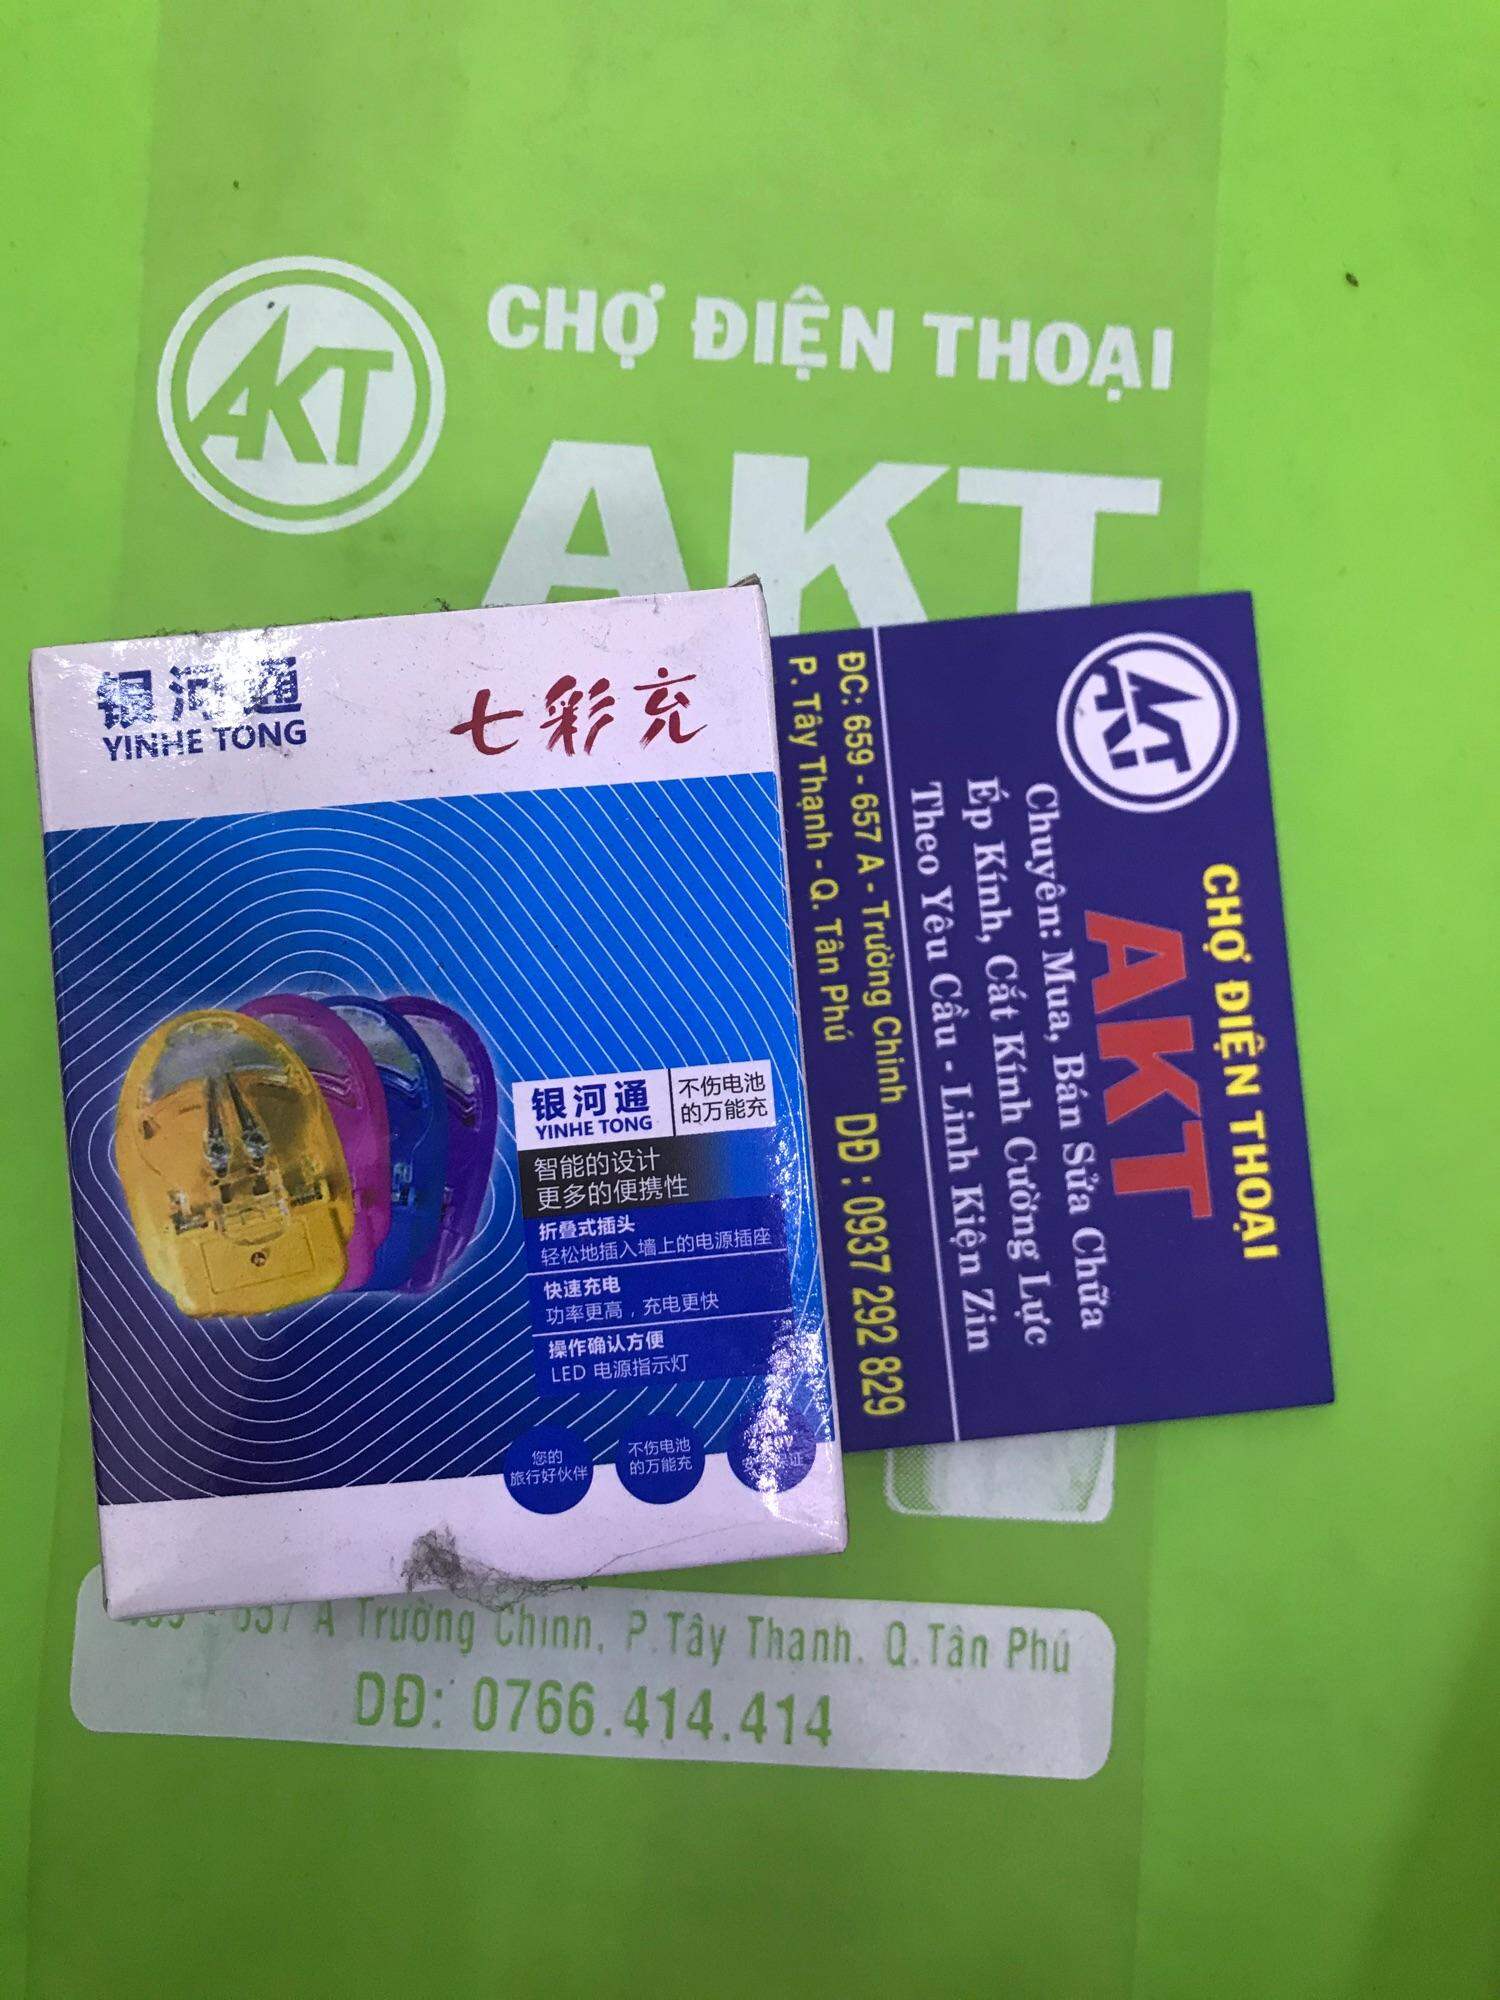 AKT
CHỢ ĐIỆN THOẠI
AKT
银河通
YINHE TONG
七彩充
银河通
YINHE TONG
不伤电池
的万能充
智能的设计
更多的便携性
折叠式插头
轻松地插入墙上的电源插座
快速充电
功率更高，充电更快
操作确认方便
LED 电源指示灯
您的
旅行好伙伴
不伤电池
的万能充
AKT
CHỢ ĐIỆN THOẠI
AKT
Chuyên: Mua, Bán Sửa Chữa
Ép Kính, Cắt Kính Cường Lực
Theo Yêu Cầu - Linh Kiện Zin
ĐC: 659 - 657 A - Trường Chinh
P. Tây Thạnh - Q. Tân Phú
DĐ : 0937 292 829
657 A Trường Chinh, P.Tây Thạnh, Q.Tân Phú
DĐ: 0766.414.414